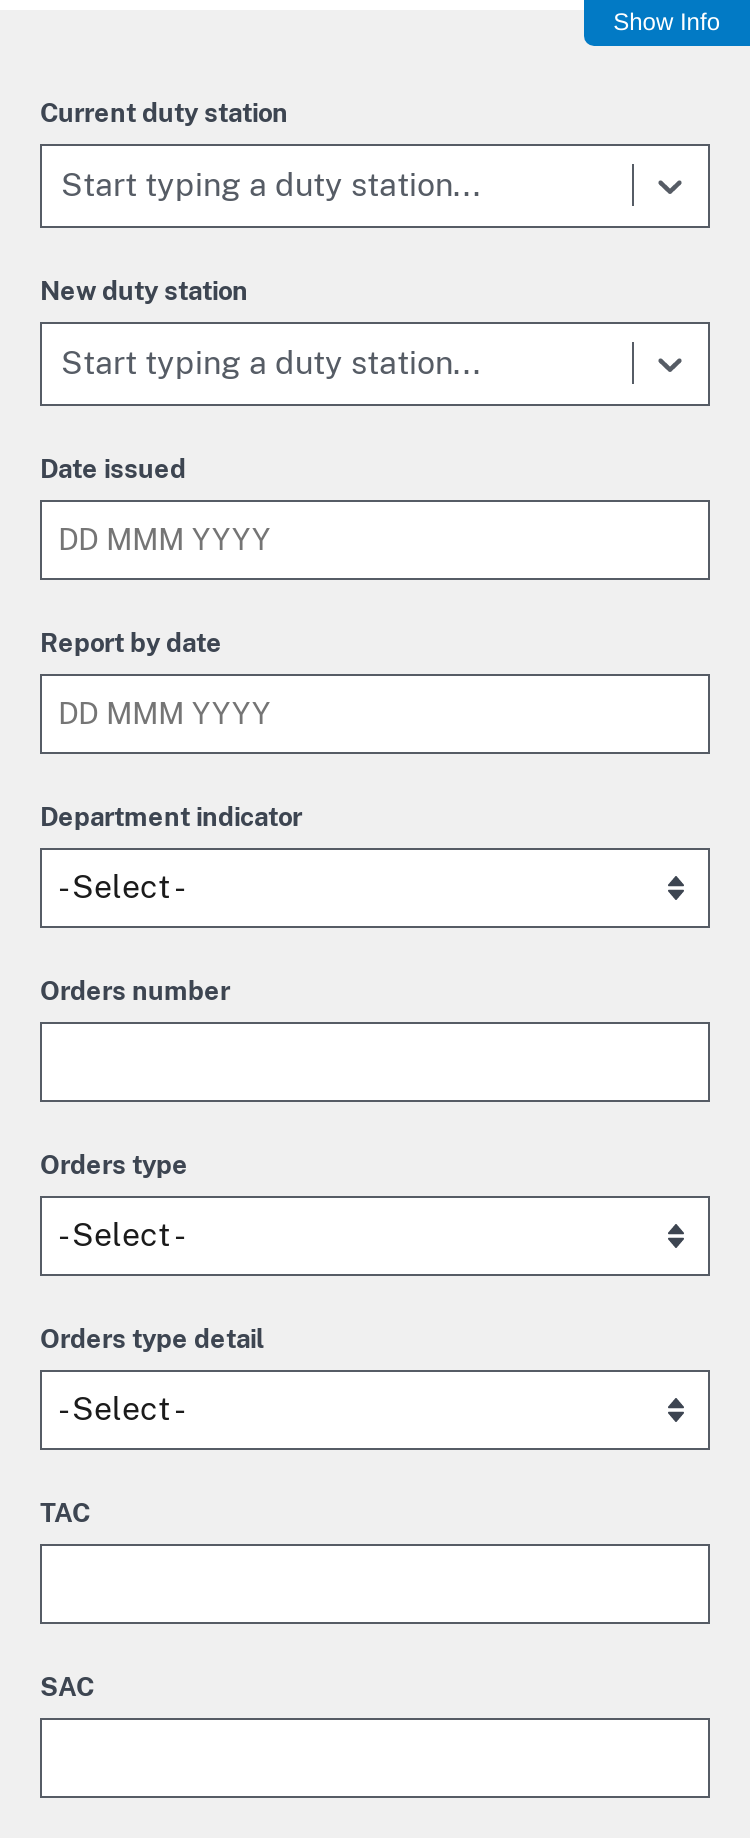 Show Info
Current duty station
Start typing a duty station...
New duty station
Start typing a duty station...
Date issued
DD MMM YYYY
Report by date
DD MMM YYYY
Department indicator
- Select -
Orders number
Orders type
- Select -
Orders type detail
- Select -
TAC
SAC